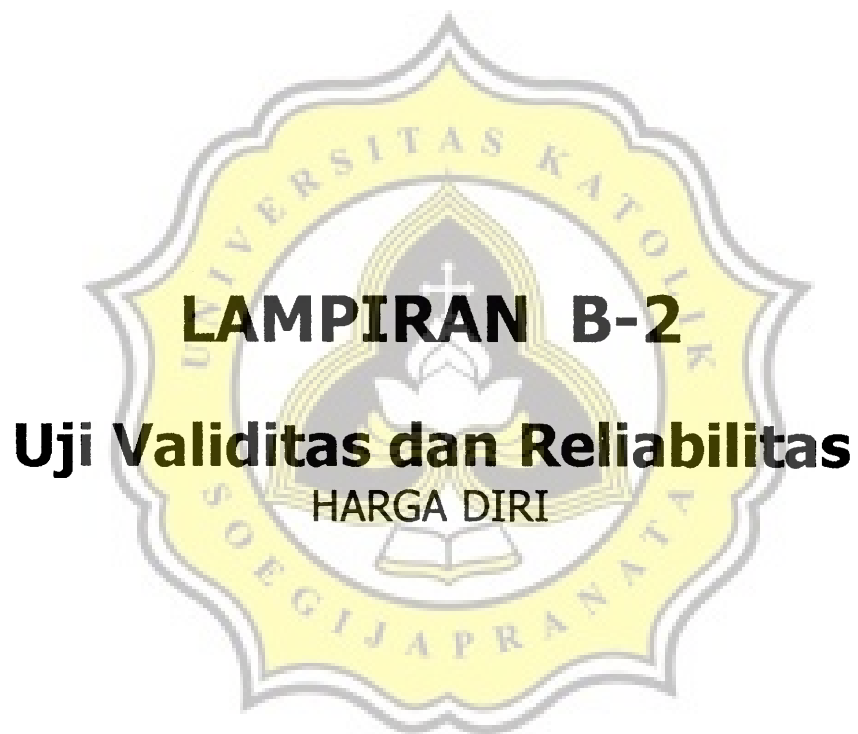 UNIVERSITAS KATOLIK
LAMPIRAN B-2
Uji Validitas dan Reliabilitas
HARGA DIRI
SOEGIJAPRANATA